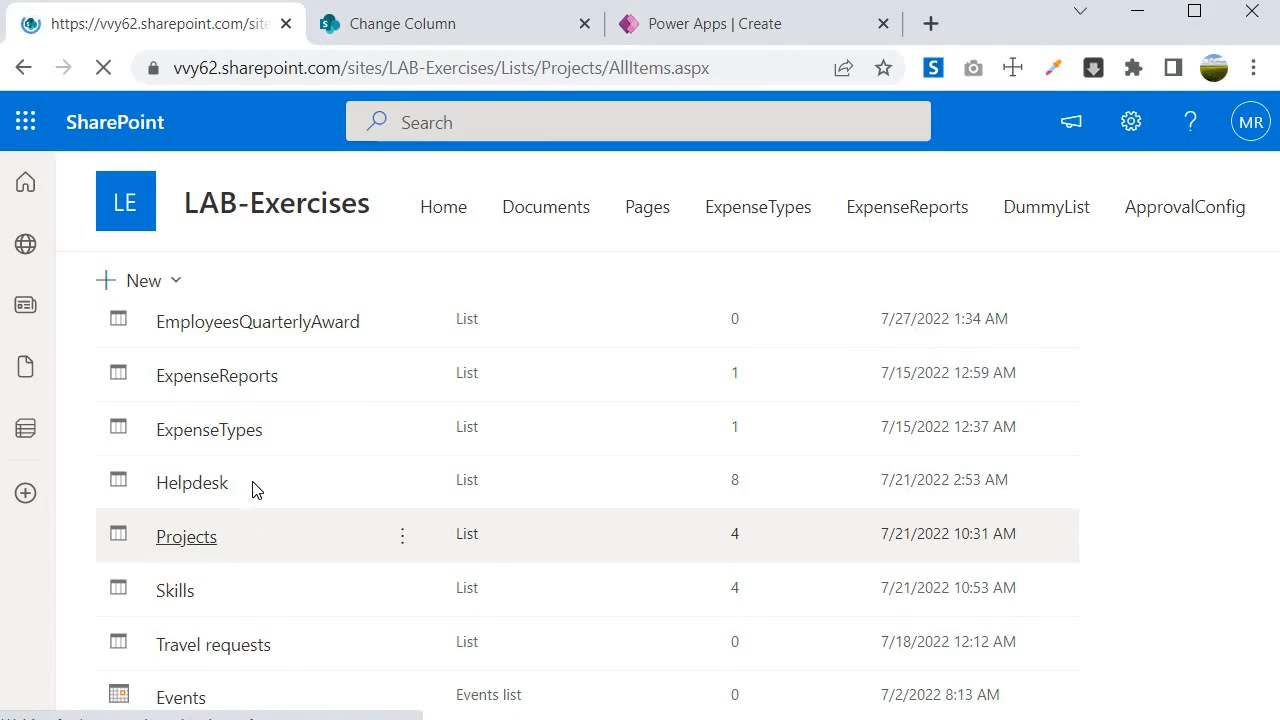 https://vvy62.sharepoint.com/site
Change Column
Power Apps | Create
vvy62.sharepoint.com/sites/LAB-Exercises/Lists/Projects/AllItems.aspx
S
SharePoint
Search
MR
LE
LAB-Exercises
Home
Documents
Pages
ExpenseTypes
ExpenseReports
DummyList
ApprovalConfig
New
EmployeesQuarterlyAward List 0 7/27/2022 1:34 AM
ExpenseReports List 1 7/15/2022 12:59 AM
ExpenseTypes List 1 7/15/2022 12:37 AM
Helpdesk List 8 7/21/2022 2:53 AM
Projects List 4 7/21/2022 10:31 AM
Skills List 4 7/21/2022 10:53 AM
Travel requests List 0 7/18/2022 12:12 AM
Events Events list 0 7/2/2022 8:13 AM